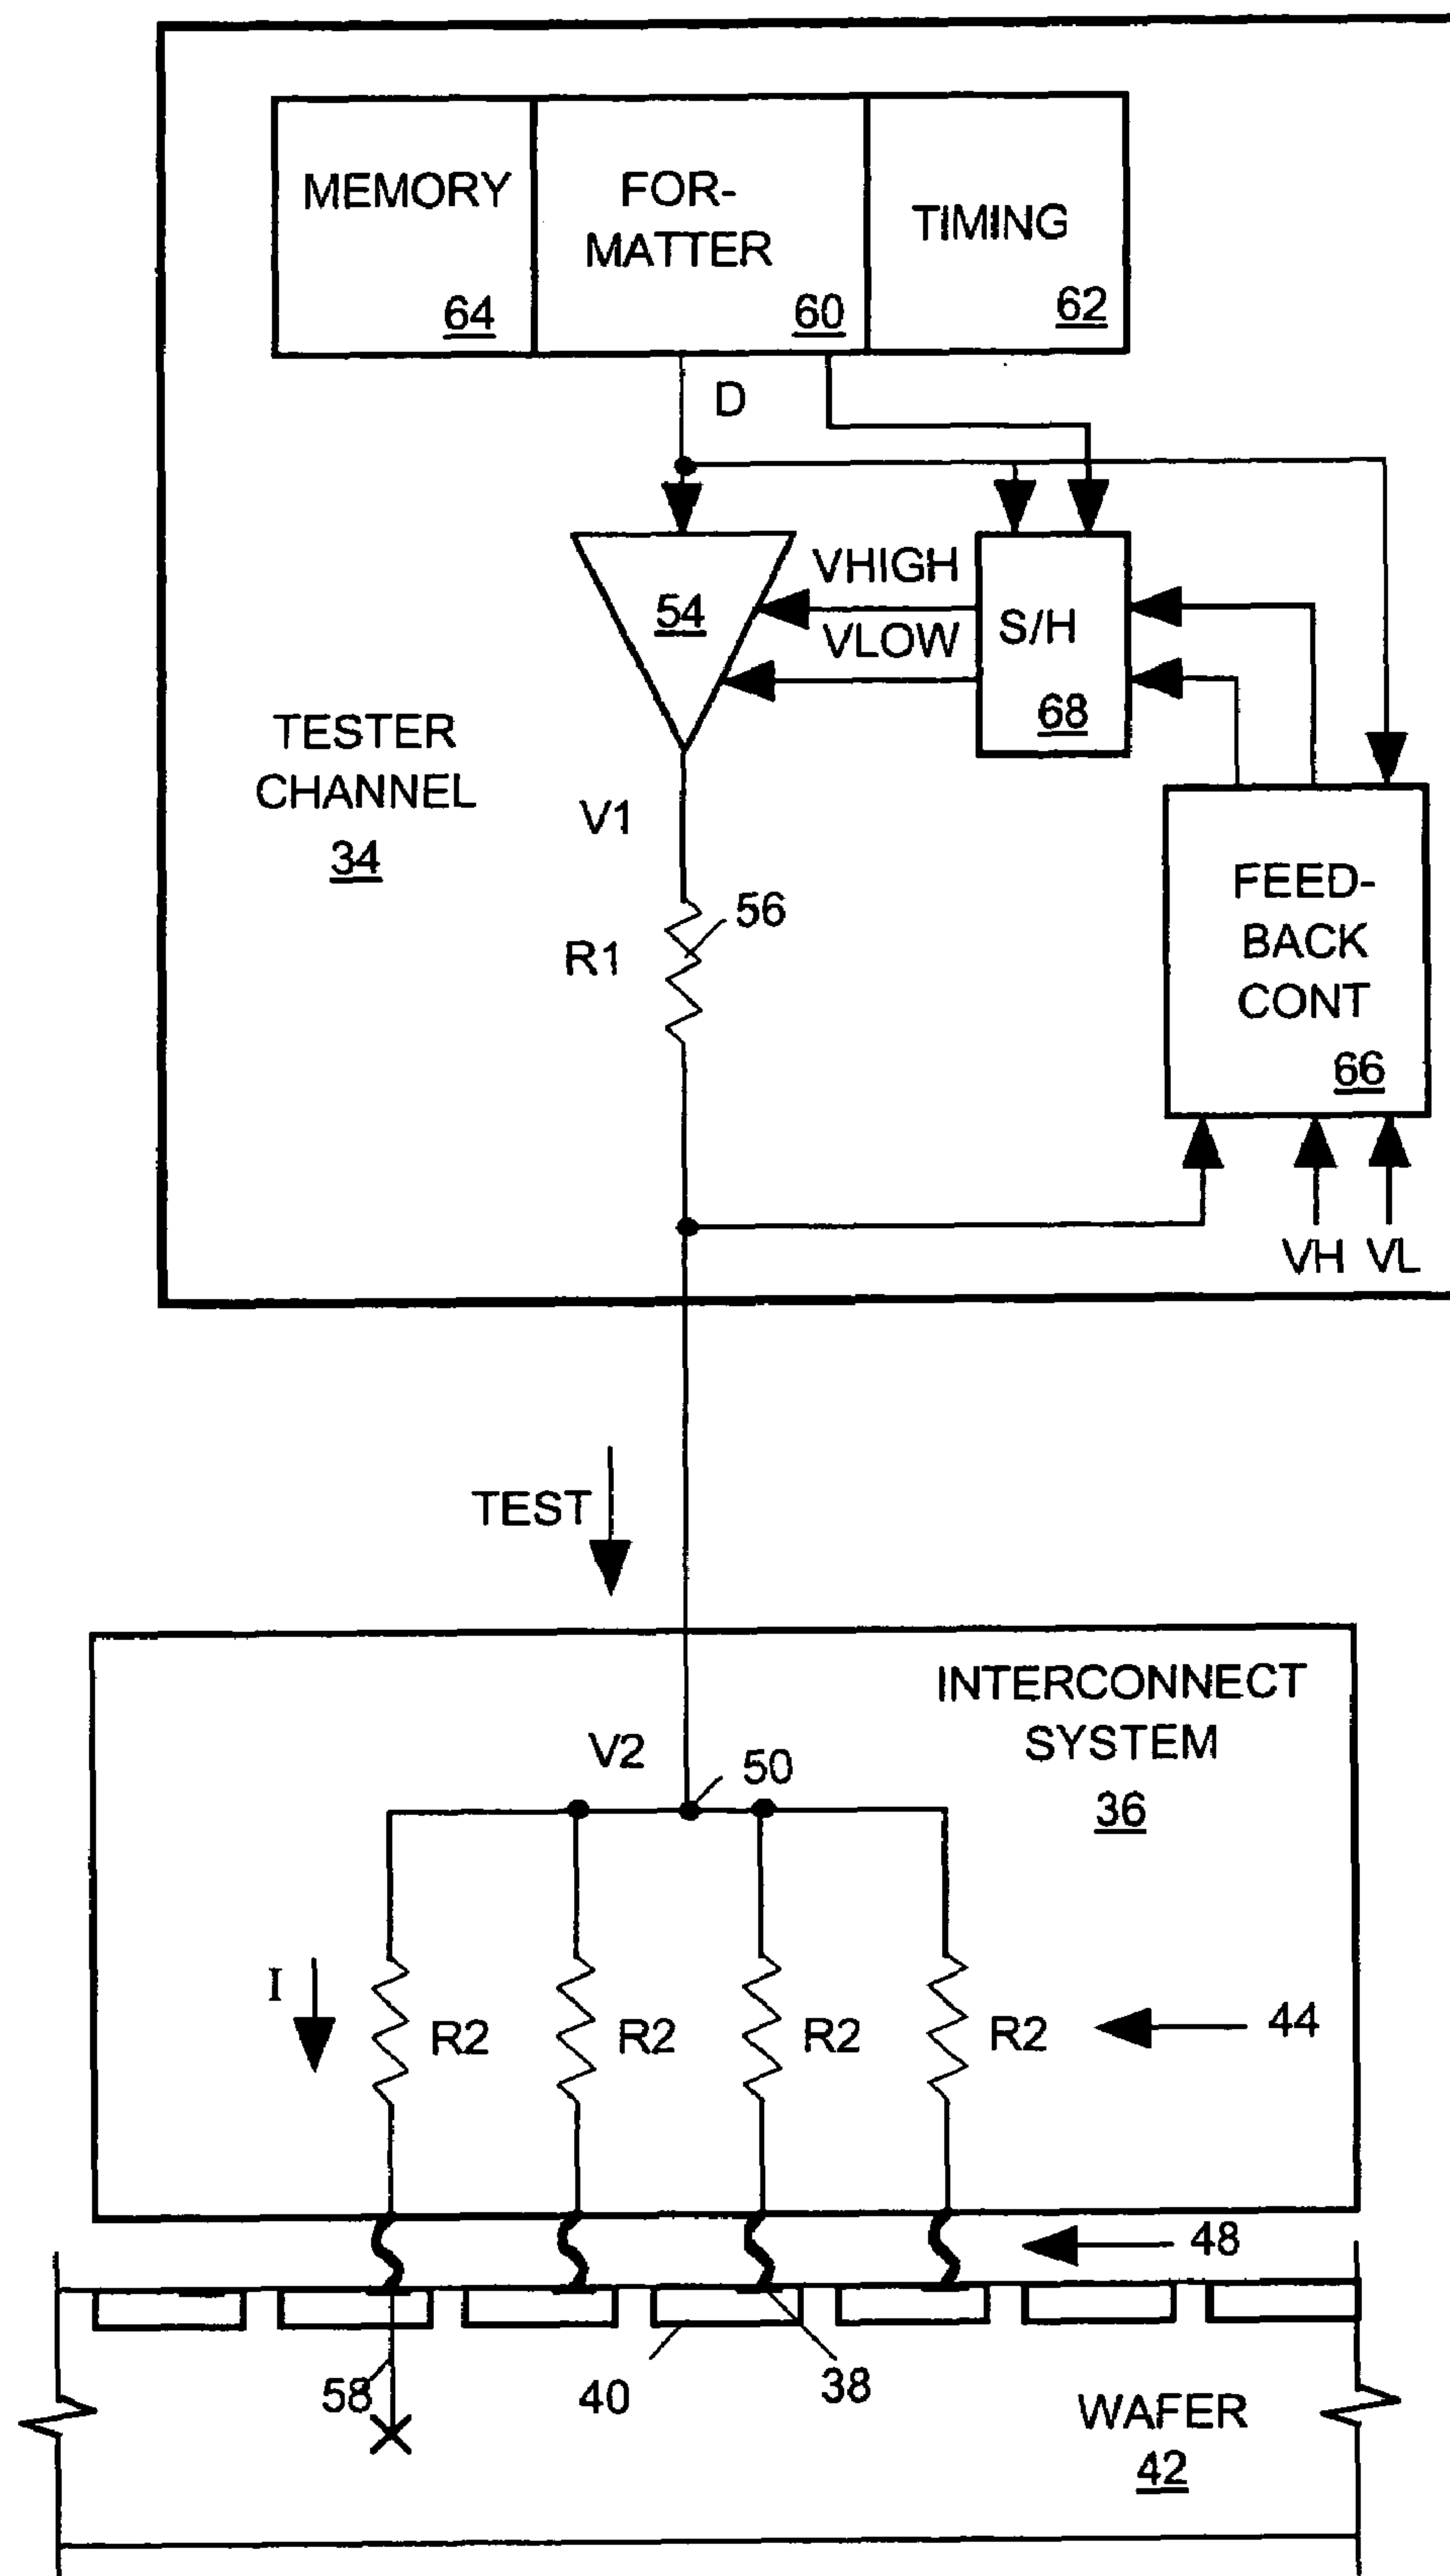 MEMORY
64
FOR-
MATTER
60
TIMING
62
D
54
VHIGH
VLOW
S/H
68
TESTER
CHANNEL
34
V1
R1
56
FEED-
BACK
CONT
66
VH VL
TEST
INTERCONNECT
SYSTEM
36
V2
50
I
R2 R2 R2 R2
44
48
58
40
38
WAFER
42